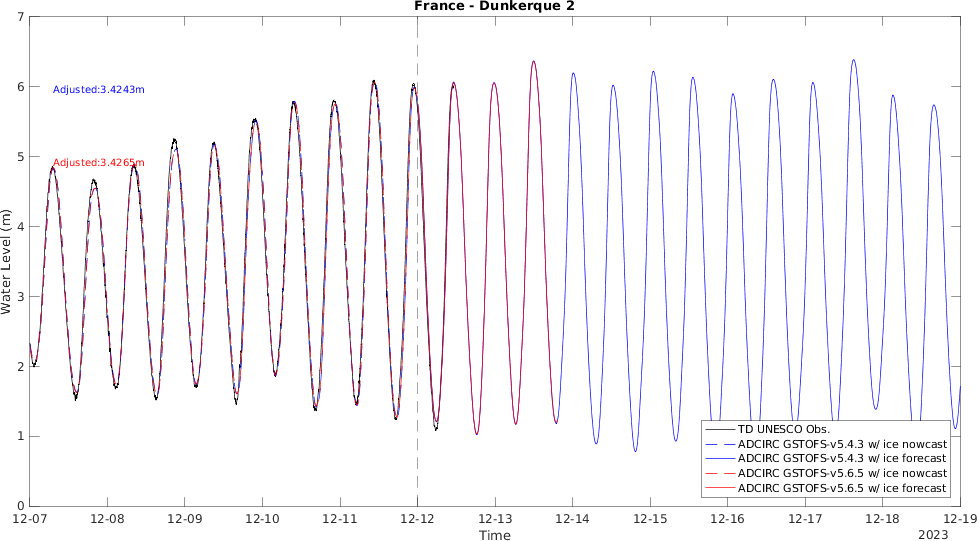 France - Dunkerque 2
7
6
5
4
3
2
1
0
Water Level (m)
Adjusted:3.4243m
Adjusted:3.4265m
TD UNESCO Obs.
ADCIRC GSTOFS-v5.4.3 w/ ice nowcast
ADCIRC GSTOFS-v5.4.3 w/ ice forecast
ADCIRC GSTOFS-v5.6.5 w/ ice nowcast
ADCIRC GSTOFS-v5.6.5 w/ ice forecast
12-07 12-08 12-09 12-10 12-11 12-12 12-13 12-14 12-15 12-16 12-17 12-18 12-19
Time
2023